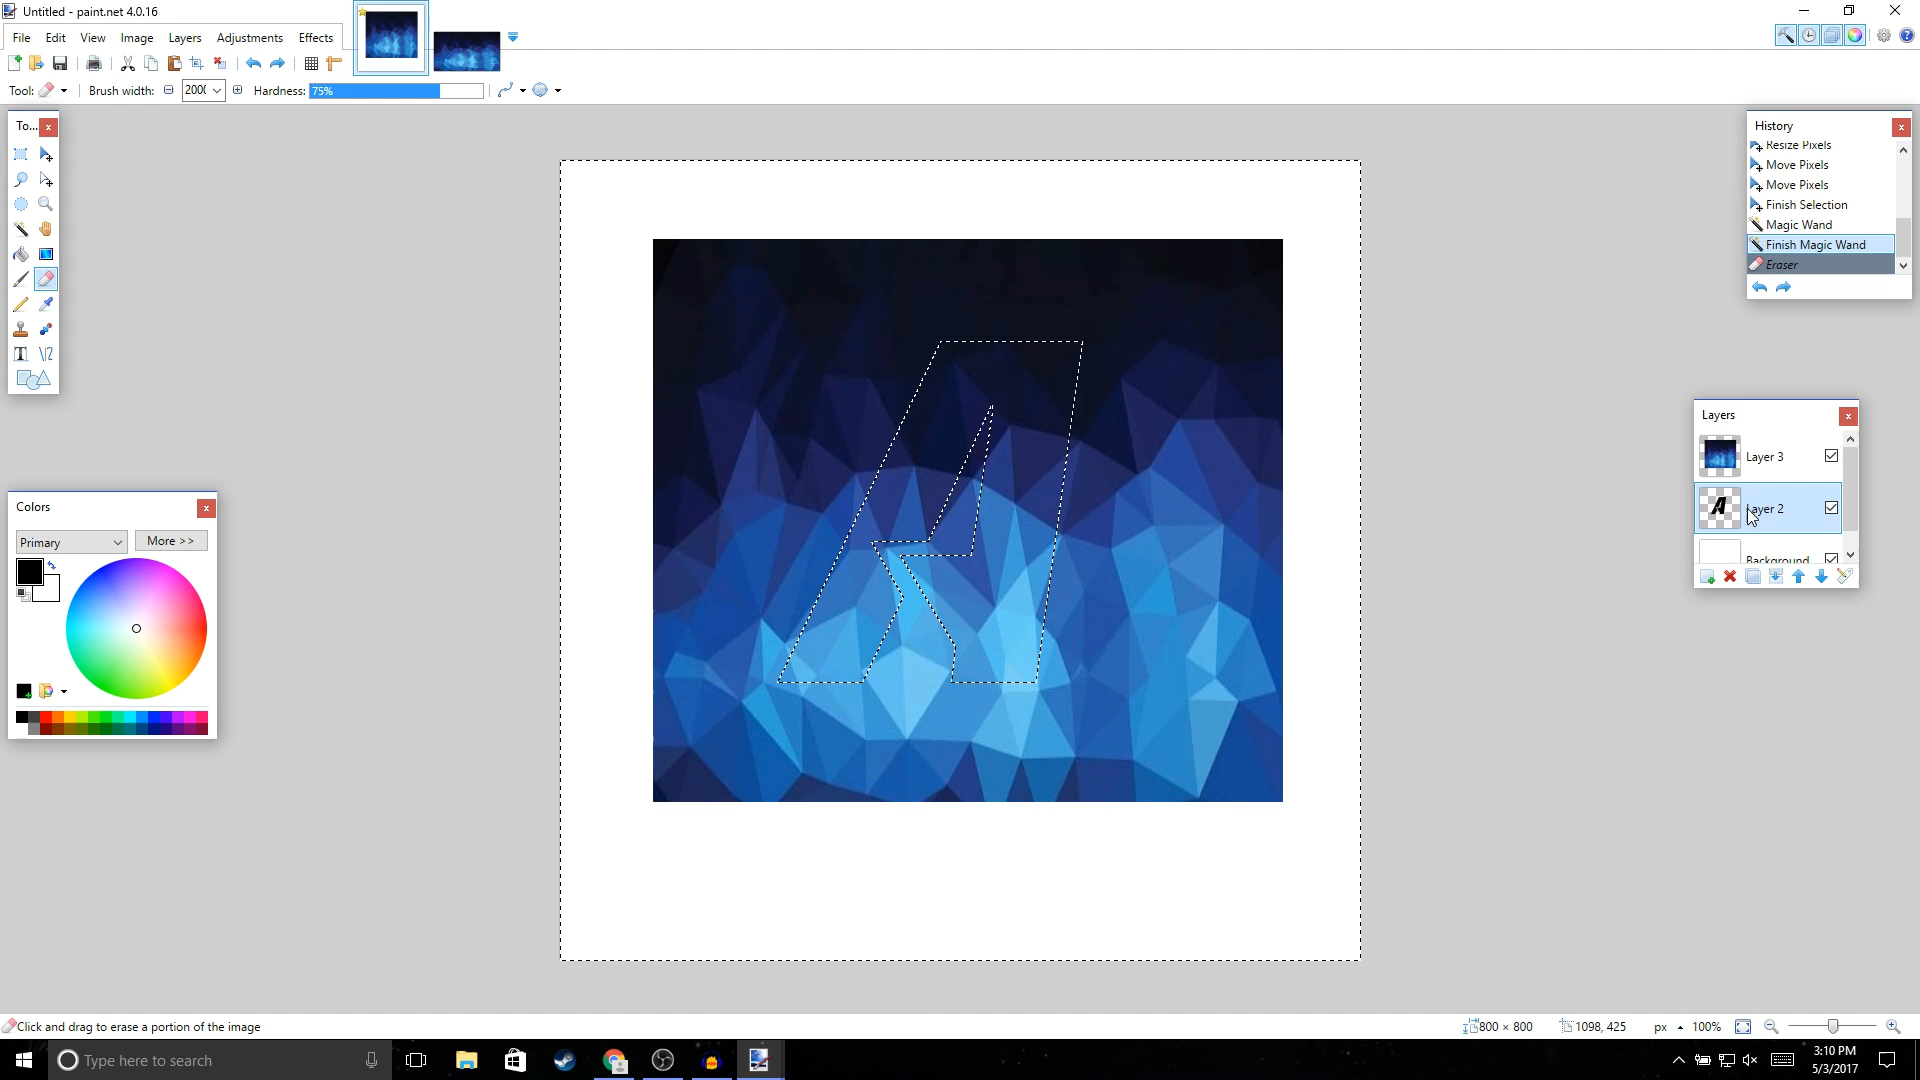 Untitled - paint.net 4.0.16
File Edit View Image Layers Adjustments Effects
Tool: Brush width: 200 Hardness: 75%
To...
History
Resize Pixels
Move Pixels
Move Pixels
Finish Selection
Magic Wand
Finish Magic Wand
Eraser
Layers
Layer 3
A Layer 2
Background
Colors
Primary More >>
Click and drag to erase a portion of the image
800 × 800 1098, 425 px 100%
Type here to search
3:10 PM
5/3/2017